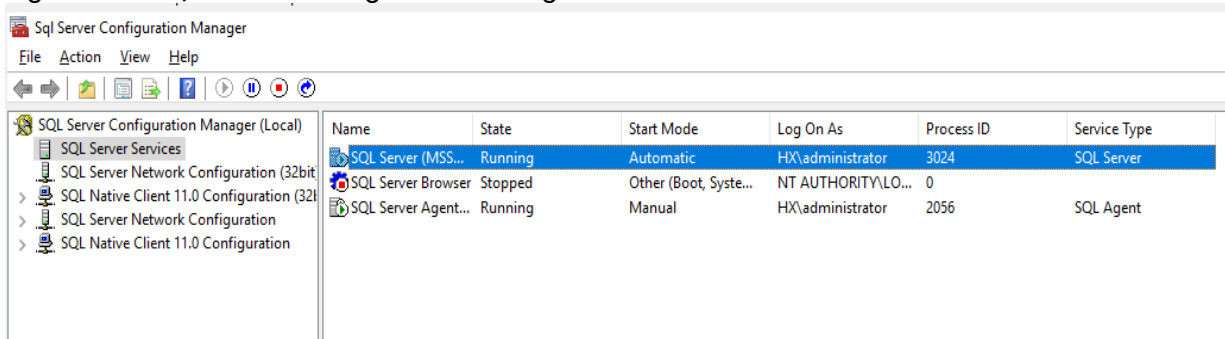 Sql Server Configuration Manager
File Action View Help
SQL Server Configuration Manager (Local)
SQL Server Services
SQL Server Network Configuration (32bit
SQL Native Client 11.0 Configuration (32
SQL Server Network Configuration
SQL Native Client 11.0 Configuration
Name State Start Mode Log On As Process ID Service Type
SQL Server (MSS... Running Automatic HX\administrator 3024 SQL Server
SQL Server Browser Stopped Other (Boot, Syste... NT AUTHORITY\LO... 0
SQL Server Agent... Running Manual HX\administrator 2056 SQL Agent